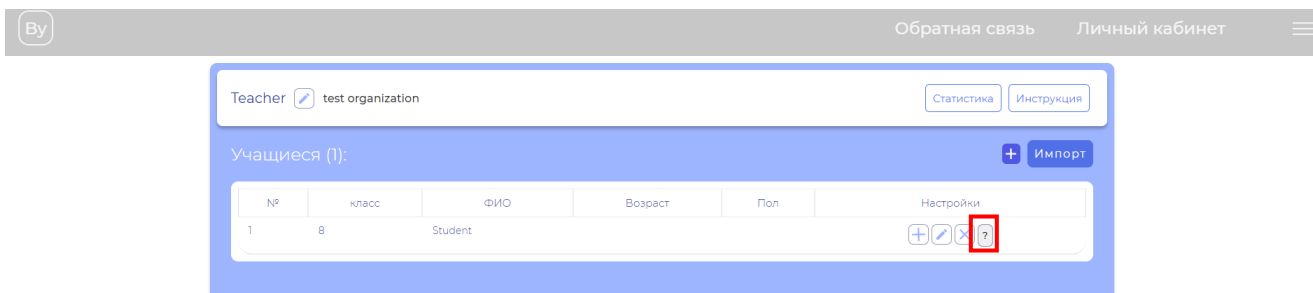 By Обратная связь Личный кабинет
Teacher test organization Статистика Инструкция
Учащиеся (1): + Импорт
№ класс ФИО Возраст Пол Настройки
1 8 Student ?